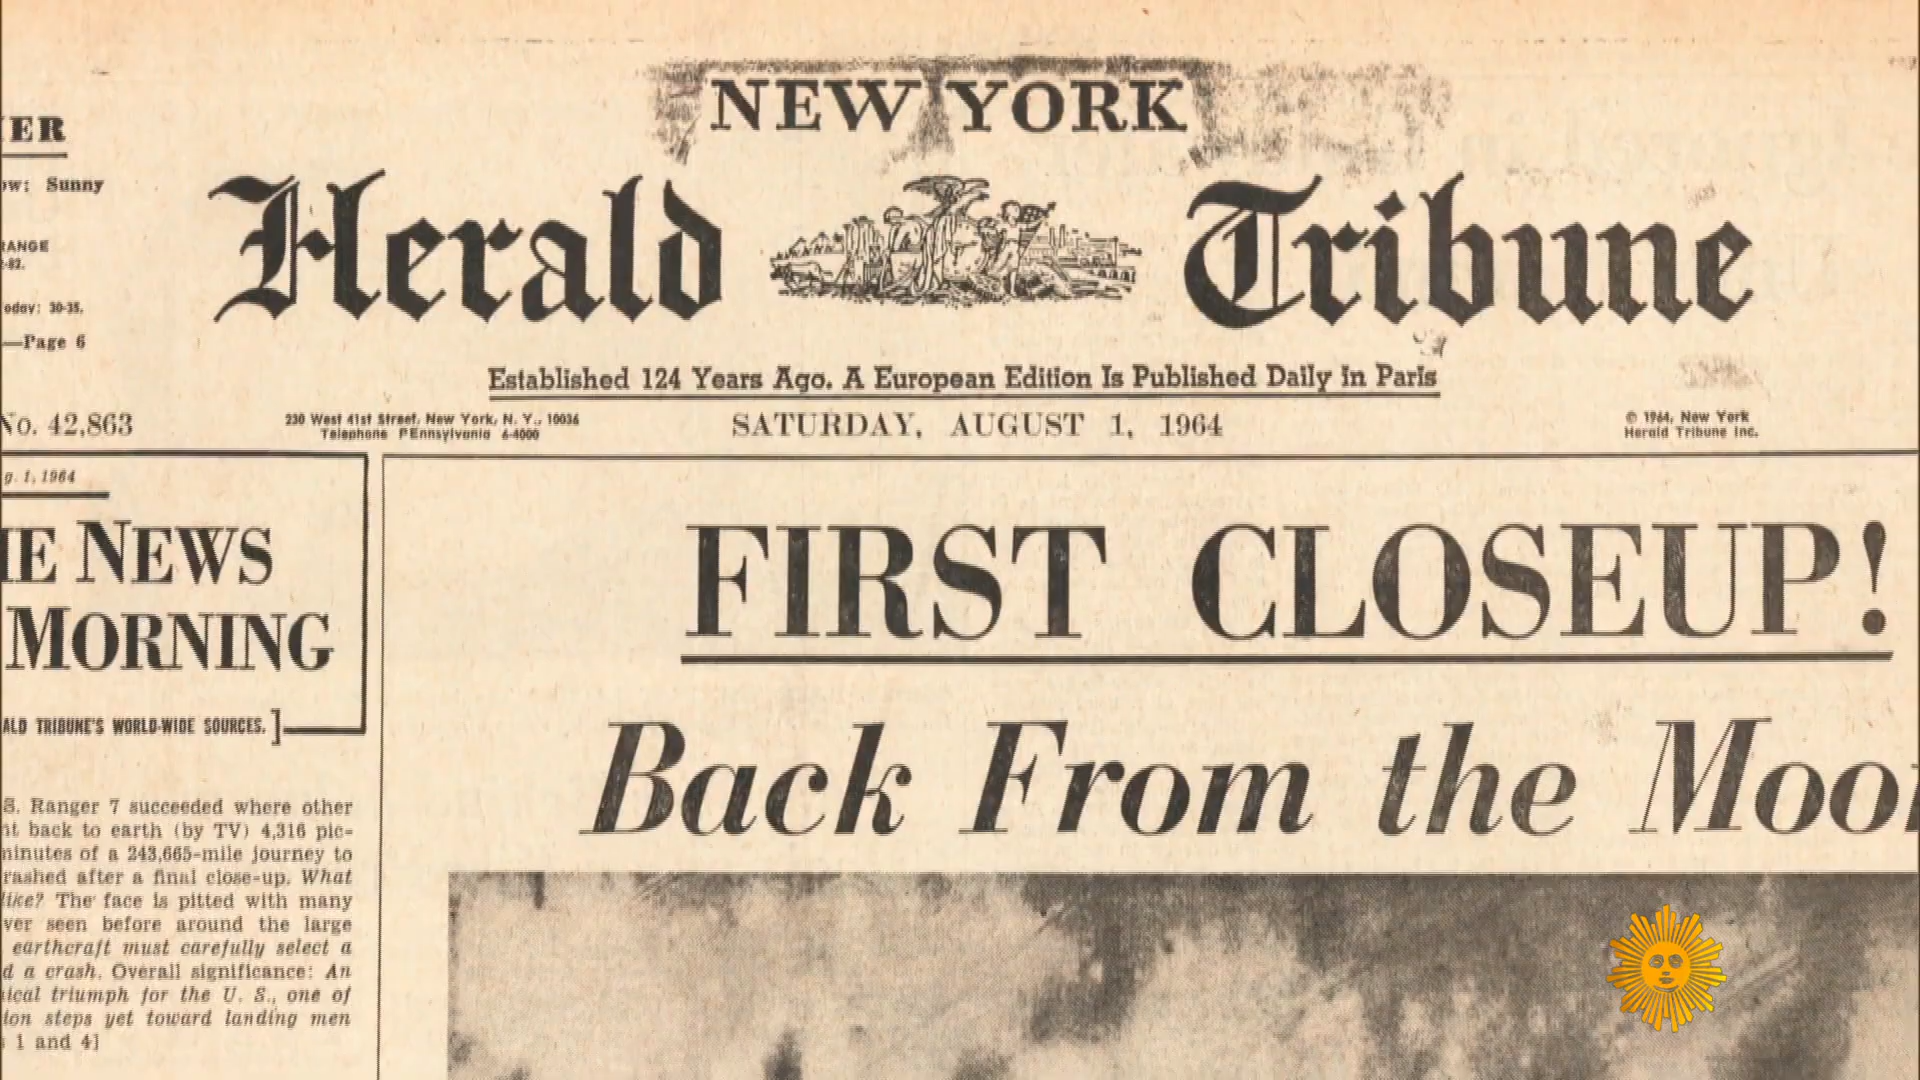 NEW YORK
Herald Tribune
Established 124 Years Ago. A European Edition Is Published Daily in Paris
ER
ow: Sunny
RANGE
-82.
oday: 30-35.
—Page 6
No. 42,863
230 West 41st Street, New York, N. Y., 10036
Telephone PEnnsylvania 6-4000
SATURDAY, AUGUST 1, 1964
© 1964, New York
Herald Tribune Inc.
g. 1, 1964
IE NEWS
MORNING
ALD TRIBUNE'S WORLD-WIDE SOURCES.]
FIRST CLOSEUP!
Back From the Moo
S. Ranger 7 succeeded where other
nt back to earth (by TV) 4,316 pic-
minutes of a 243,665-mile journey to
rashed after a final close-up. What
like? The face is pitted with many
ver seen before around the large
earthcraft must carefully select a
d a crash. Overall significance: An
ical triumph for the U. S., one of
ion steps yet toward landing men
1 and 4]